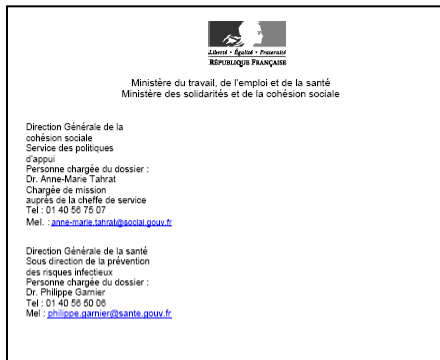 Liberté • Égalité • Fraternité
RÉPUBLIQUE FRANÇAISE
Ministère du travail, de l'emploi et de la santé
Ministère des solidarités et de la cohésion sociale
Direction Générale de la
cohésion sociale
Service des politiques
d'appui
Personne chargée du dossier :
Dr. Anne-Marie Tahrat
Chargée de mission
auprès de la cheffe de service
Tel : 01 40 56 75 07
Mel. : anne-marie.tahrat@social.gouv.fr
Direction Générale de la santé
Sous direction de la prévention
des risques infectieux
Personne chargée du dossier :
Dr. Philippe Garnier
Tel : 01 40 56 50 06
Mel : philippe.garnier@sante.gouv.fr